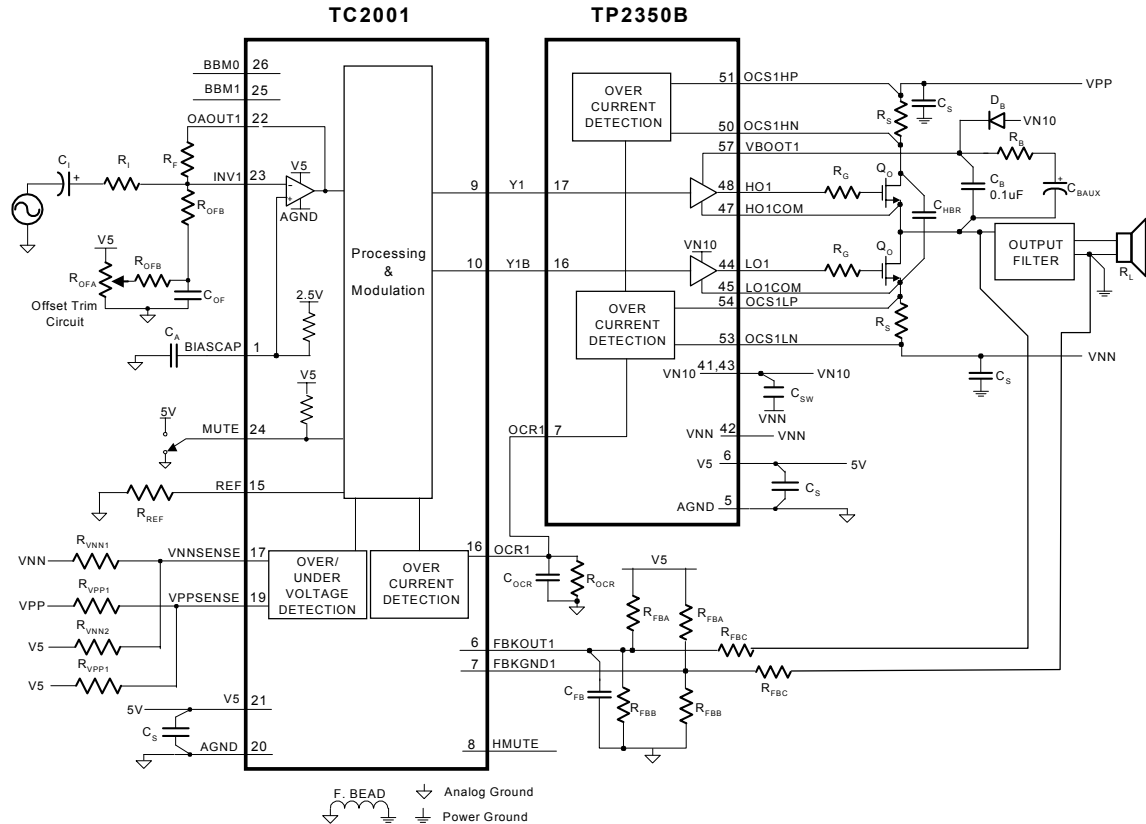 TC2001
TP2350B
BBM0 26
BBM1 25
OAOUT1 22
INV1 23
C_I +
R_I
R_F
R_OFB
V5
R_OFA
R_OFB
C_OF
Offset Trim
Circuit
V5
AGND
2.5V
C_A
BIASCAP 1
V5
5V
MUTE 24
REF 15
R_REF
VNN R_VNN1
VNNSENSE 17
VPP R_VPP1
VPPSENSE 19
V5 R_VNN2
V5 R_VPP1
V5 21
5V
C_S
AGND 20
Processing
&
Modulation
OVER/
UNDER
VOLTAGE
DETECTION
OVER
CURRENT
DETECTION
9 Y1 17
10 Y1B 16
16 OCR1
OCR1 7
C_OCR
R_OCR
6 FBKOUT1
7 FBKGND1
8 HMUTE
V5
R_FBA
R_FBA
R_FBC
R_FBC
C_FB
R_FBB
R_FBB
OVER
CURRENT
DETECTION
OVER
CURRENT
DETECTION
VN10
51 OCS1HP
50 OCS1HN
57 VBOOT1
48 HO1
47 HO1COM
44 LO1
45 LO1COM
54 OCS1LP
53 OCS1LN
VN10 41,43 VN10
C_SW
VNN
VNN 42 VNN
V5 6 5V
C_S
AGND 5
R_S
C_S
VPP
D_B
VN10
R_B
C_B
0.1uF
+
C_BAUX
R_G
Q_O
C_HBR
R_G
Q_O
R_S
C_S
VNN
OUTPUT
FILTER
R_L
F. BEAD
Analog Ground
Power Ground